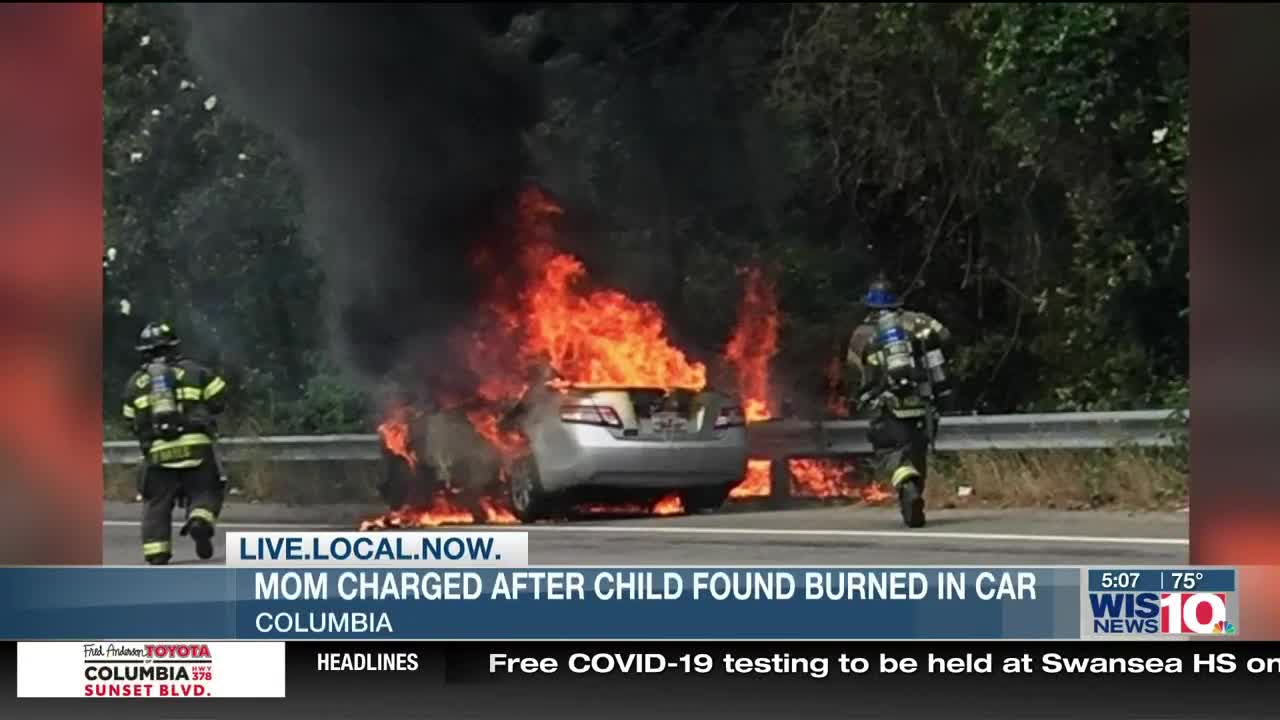 LIVE.LOCAL.NOW.
MOM CHARGED AFTER CHILD FOUND BURNED IN CAR
COLUMBIA
5:07 75°
WIS NEWS 10
Fred Anderson TOYOTA
of
COLUMBIA HWY 378
SUNSET BLVD.
HEADLINES
Free COVID-19 testing to be held at Swansea HS on